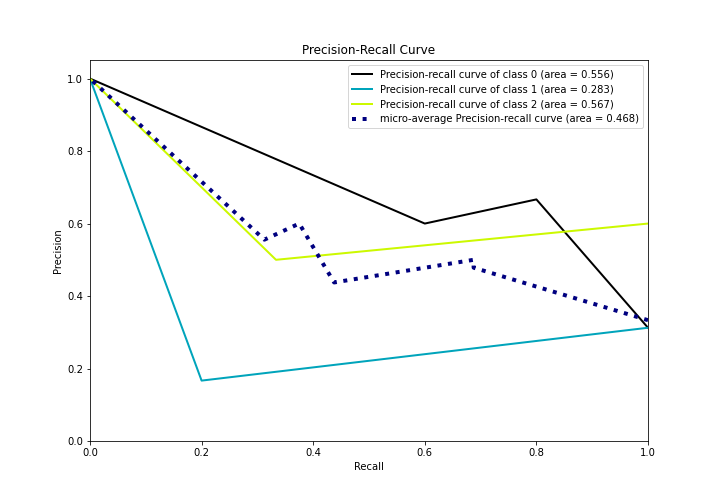 Precision-Recall Curve
Precision-recall curve of class 0 (area = 0.556)
Precision-recall curve of class 1 (area = 0.283)
Precision-recall curve of class 2 (area = 0.567)
micro-average Precision-recall curve (area = 0.468)
Precision
1.0
0.8
0.6
0.4
0.2
0.0
0.0 0.2 0.4 0.6 0.8 1.0
Recall